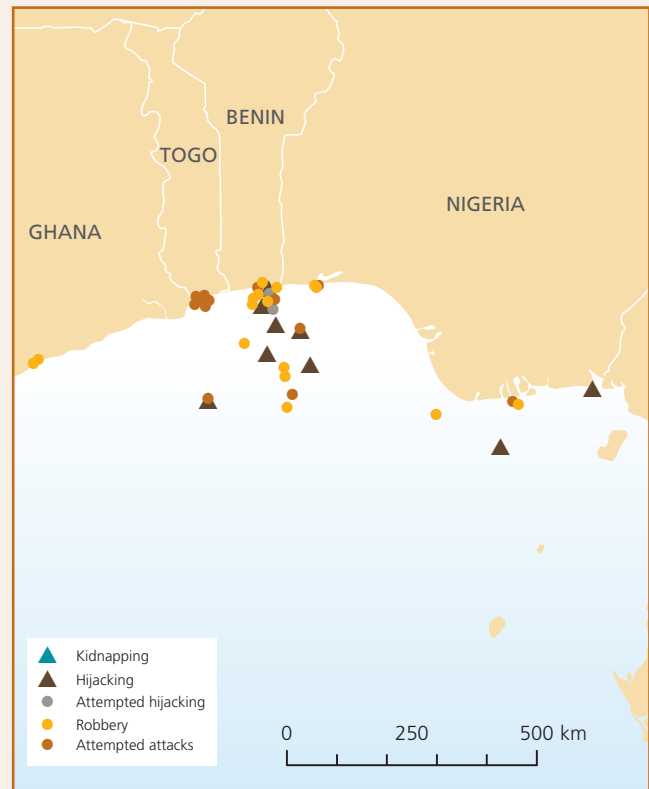 BENIN
TOGO
NIGERIA
GHANA
Kidnapping
Hijacking
Attempted hijacking
Robbery
Attempted attacks
0 250 500 km